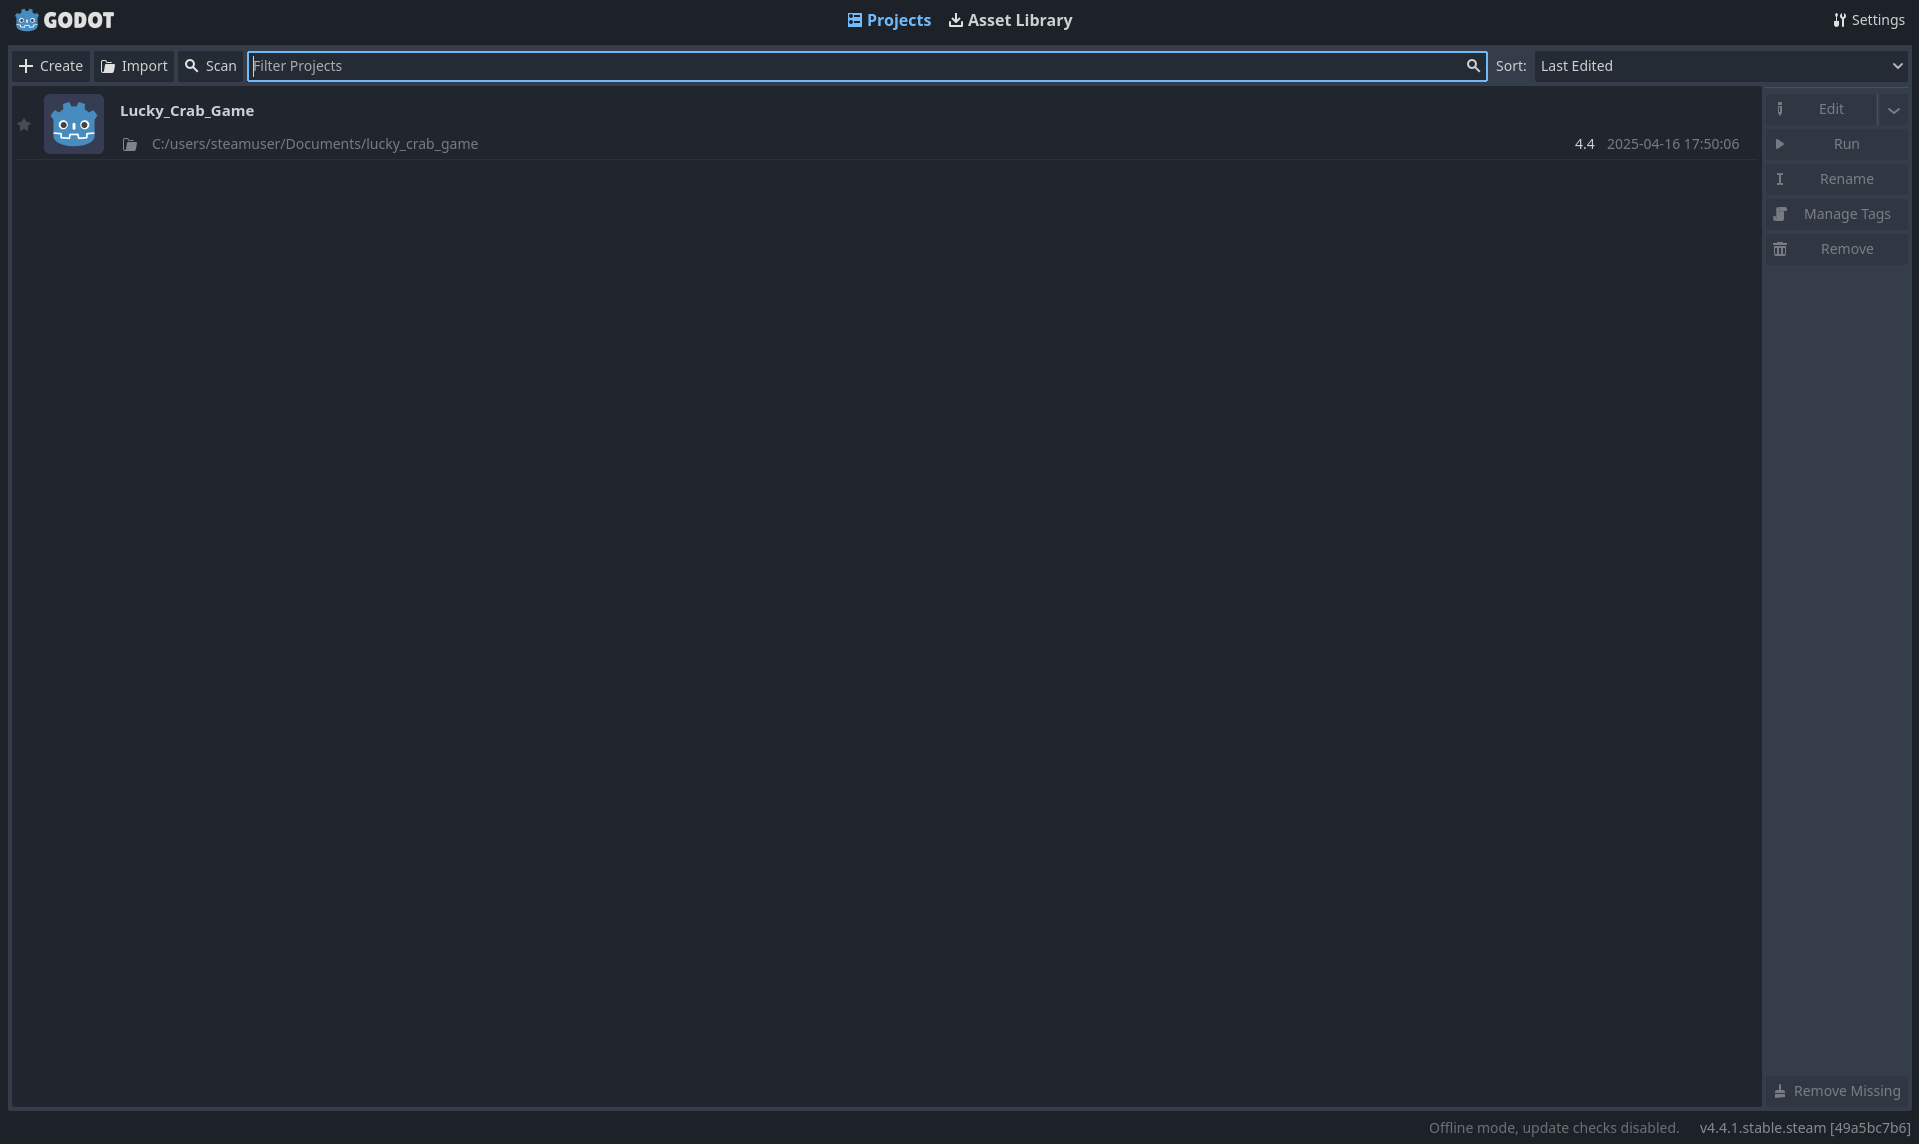 GODOT
Projects
Asset Library
Settings
Create
Import
Scan
Filter Projects
Sort:
Last Edited
Lucky_Crab_Game
C:/users/steamuser/Documents/lucky_crab_game
4.4
2025-04-16 17:50:06
Edit
Run
Rename
Manage Tags
Remove
Remove Missing
Offline mode, update checks disabled.
v4.4.1.stable.steam [49a5bc7b6]